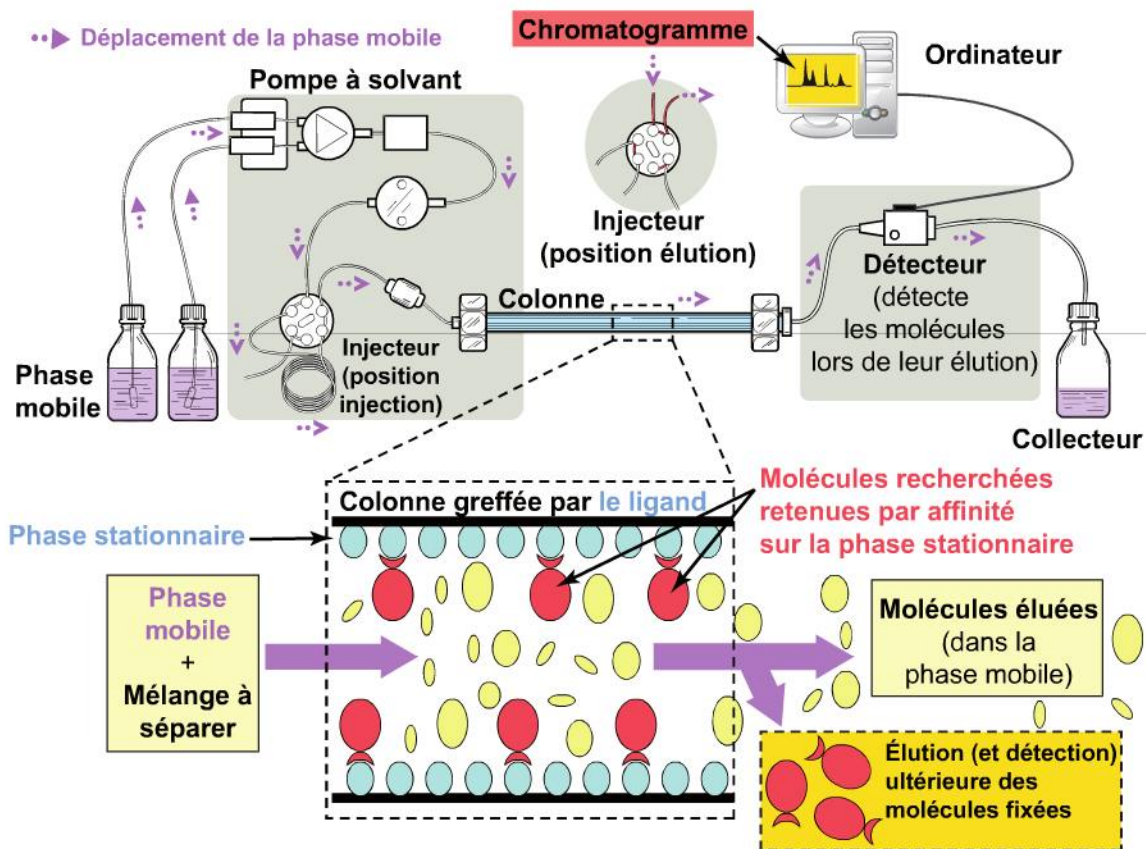 Déplacement de la phase mobile
Pompe à solvant
Chromatogramme
Ordinateur
Injecteur
(position élution)
Colonne
Détecteur
(détecte
les molécules
lors de leur élution)
Injecteur
(position
injection)
Phase
mobile
Collecteur
Colonne greffée par le ligand
Molécules recherchées
retenues par affinité
sur la phase stationnaire
Phase stationnaire
Phase
mobile
+
Mélange à
séparer
Molécules éluées
(dans la
phase mobile)
Élution (et détection)
ultérieure des
molécules fixées